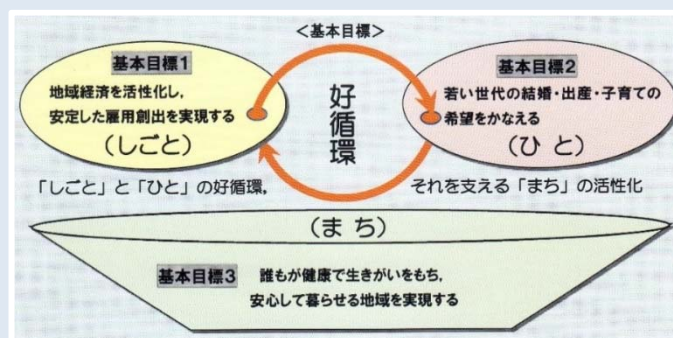 <基本目標>
基本目標1
地域経済を活性化し,
安定した雇用創出を実現する
(しごと)
好循環
基本目標2
若い世代の結婚・出産・子育ての
希望をかなえる
(ひ と)
「しごと」と「ひと」の好循環,
それを支える「まち」の活性化
(ま ち)
基本目標3
誰もが健康で生きがいをもち,
安心して暮らせる地域を実現する